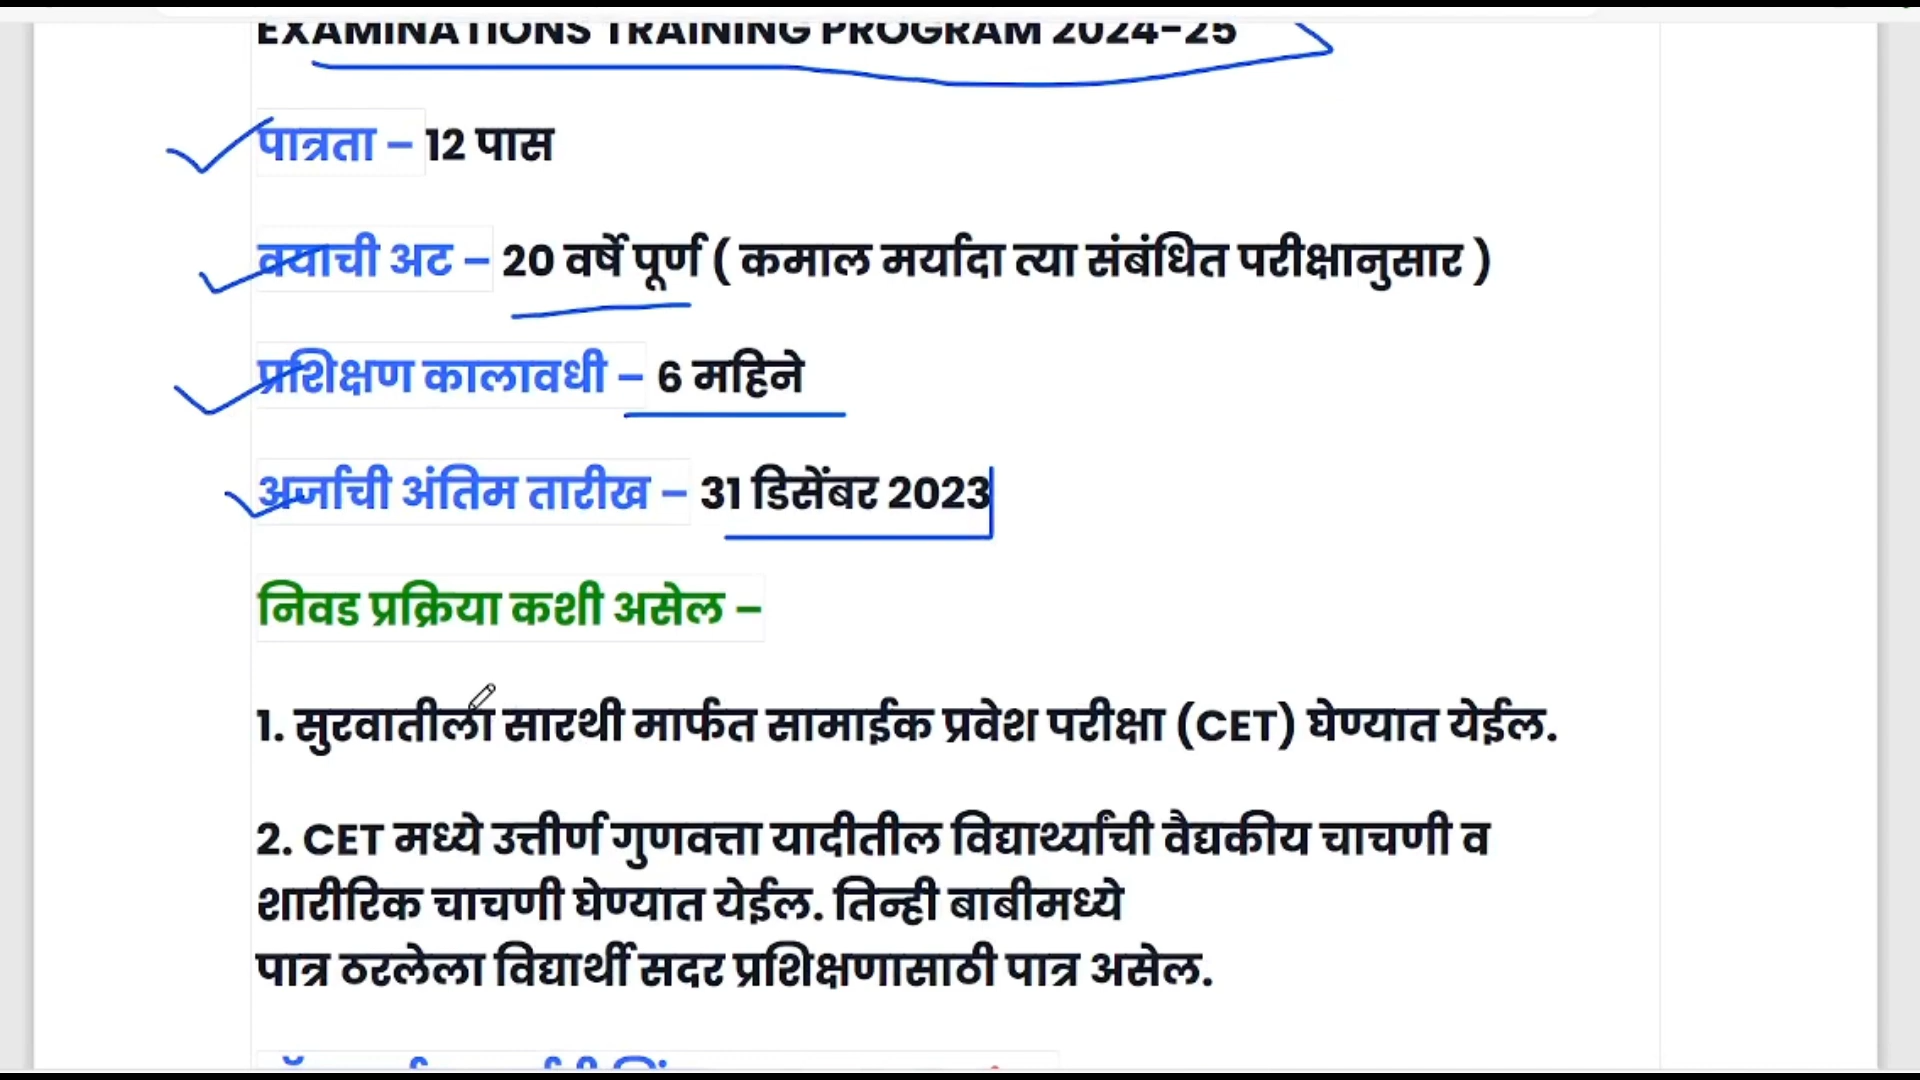 EXAMINATIONS TRAINING PROGRAM 2024-25
पात्रता – 12 पास
वयाची अट – 20 वर्षे पूर्ण ( कमाल मर्यादा त्या संबंधित परीक्षानुसार )
प्रशिक्षण कालावधी – 6 महिने
अर्जाची अंतिम तारीख – 31 डिसेंबर 2023
निवड प्रक्रिया कशी असेल –
1. सुरवातीला सारथी मार्फत सामाईक प्रवेश परीक्षा (CET) घेण्यात येईल.
2. CET मध्ये उत्तीर्ण गुणवत्ता यादीतील विद्यार्थ्यांची वैद्यकीय चाचणी व
शारीरिक चाचणी घेण्यात येईल. तिन्ही बाबीमध्ये
पात्र ठरलेला विद्यार्थी सदर प्रशिक्षणासाठी पात्र असेल.